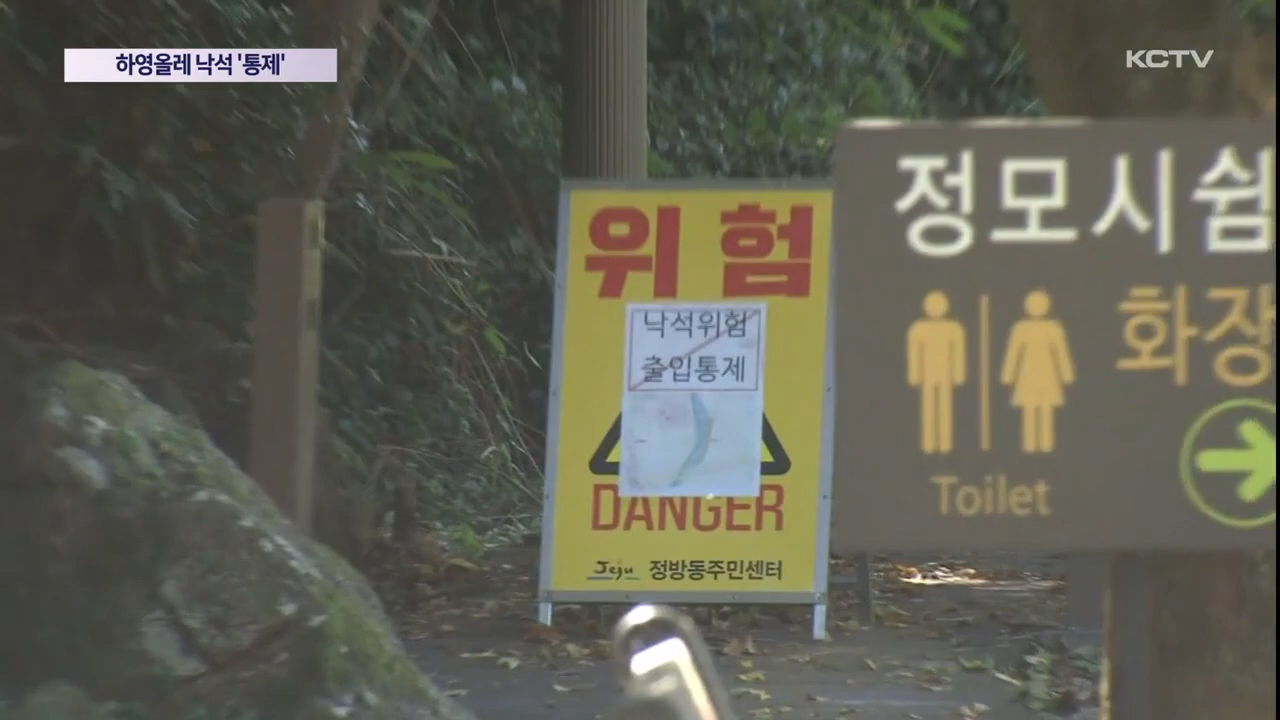 하영올레 낙석 '통제'
KCTV
위험
낙석위험
출입통제
DANGER
Jeju 정방동주민센터
정모시쉼
화장
Toilet